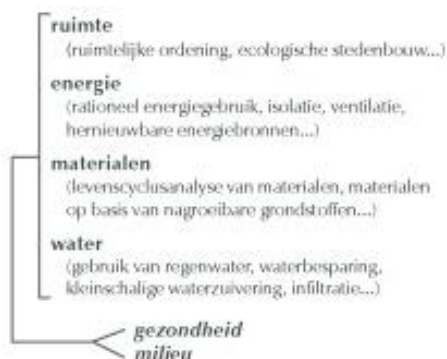 ruimte
(ruimtelijke ordening, ecologische stedenbouw...)
energie
(rationeel energiegebruik, isolatie, ventilatie,
hernieuwbare energiebronnen...)
materialen
(levenscyclusanalyse van materialen, materialen
op basis van nagroeibare grondstoffen...)
water
(gebruik van regenwater, waterbesparing,
kleinschalige waterzuivering, infiltratie...)
gezondheid
milieu